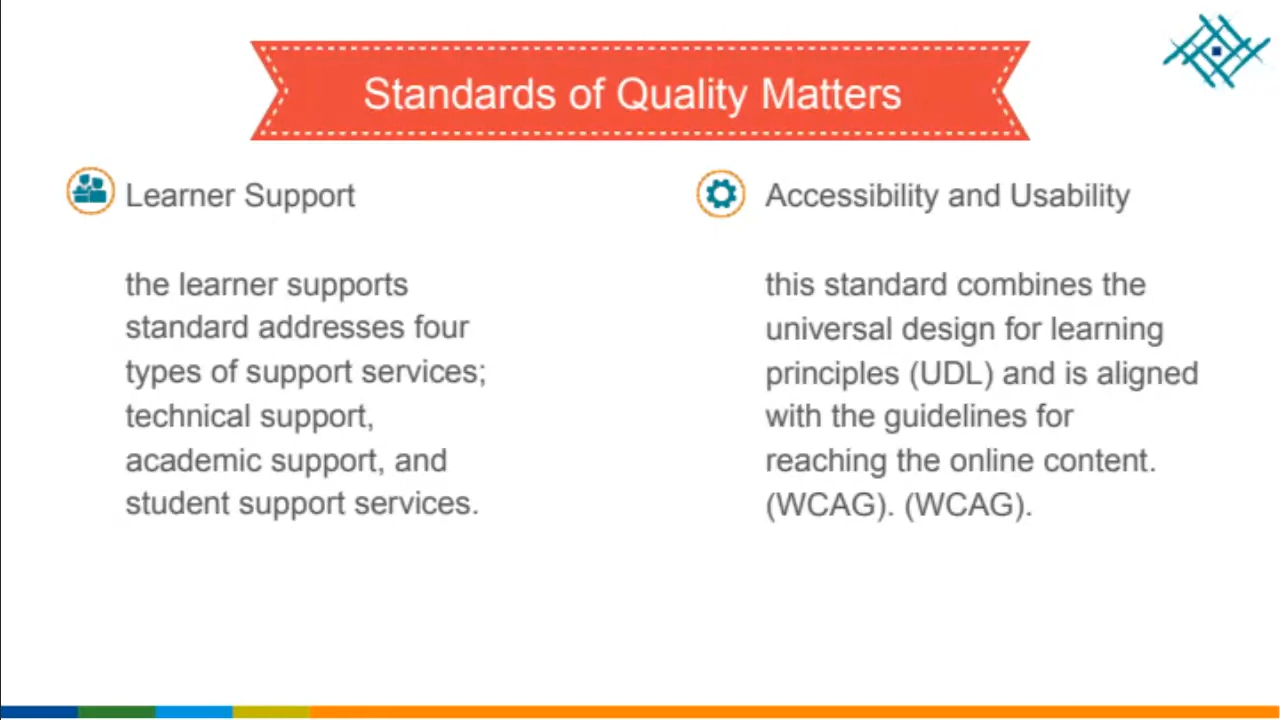 Standards of Quality Matters
Learner Support
the learner supports
standard addresses four
types of support services;
technical support,
academic support, and
student support services.
Accessibility and Usability
this standard combines the
universal design for learning
principles (UDL) and is aligned
with the guidelines for
reaching the online content.
(WCAG). (WCAG).